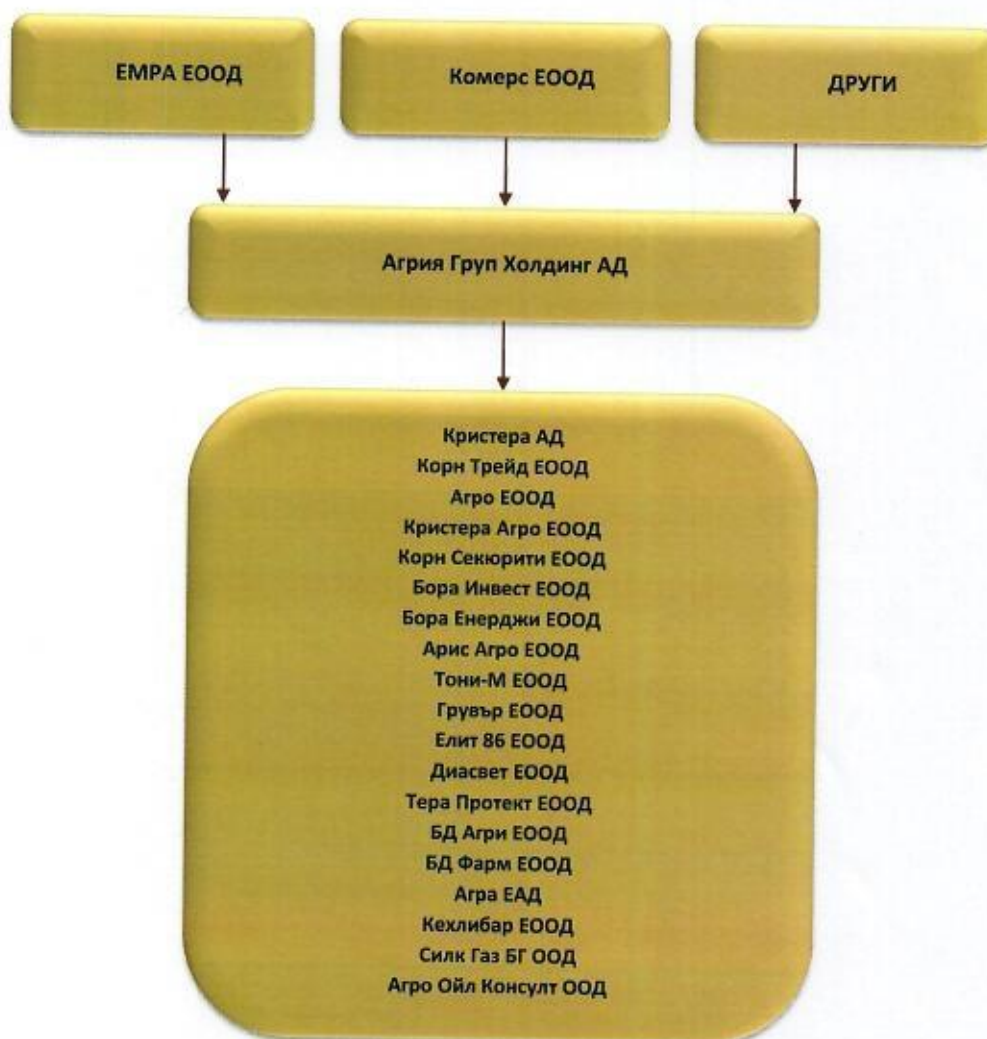 ЕМРА ЕООД
Комерс ЕООД
ДРУГИ
Агрия Груп Холдинг АД
Кристера АД
Корн Трейд ЕООД
Агро ЕООД
Кристера Агро ЕООД
Корн Секюрити ЕООД
Бора Инвест ЕООД
Бора Енерджи ЕООД
Арис Агро ЕООД
Тони-М ЕООД
Грувър ЕООД
Елит 86 ЕООД
Диасвет ЕООД
Тера Протект ЕООД
БД Агри ЕООД
БД Фарм ЕООД
Агра ЕАД
Кехлибар ЕООД
Силк Газ БГ ООД
Агро Ойл Консулт ООД